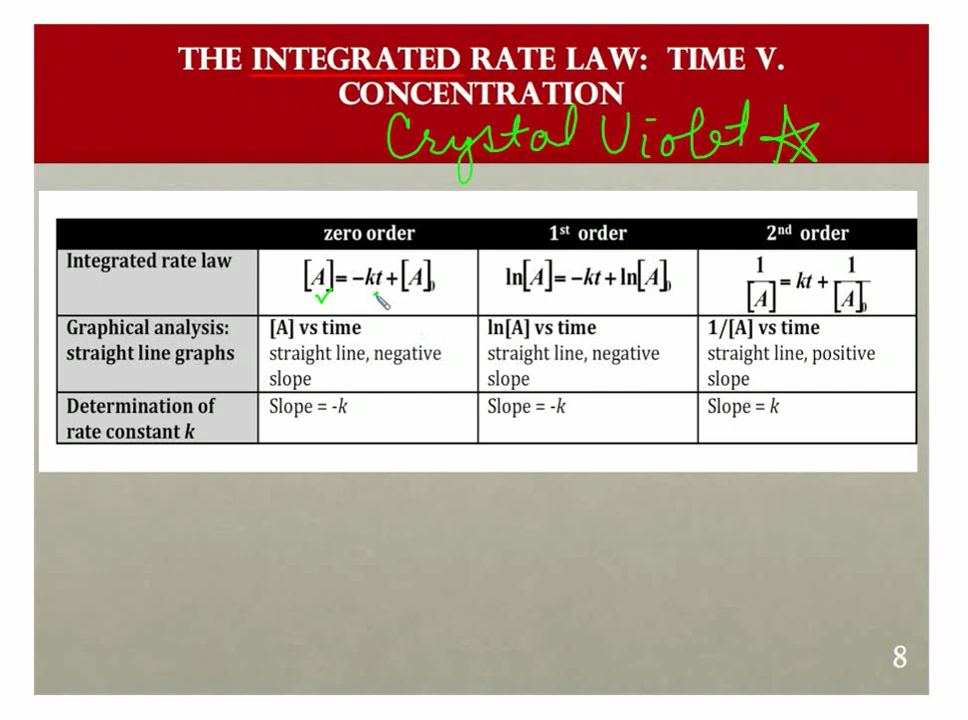 THE INTEGRATED RATE LAW: TIME V.
CONCENTRATION
Crystal Violet
zero order 1st order 2nd order
Integrated rate law [A] = -kt + [A]0 ln[A] = -kt + ln[A]0 1/[A] = kt + 1/[A]0
Graphical analysis: [A] vs time ln[A] vs time 1/[A] vs time
straight line graphs straight line, negative straight line, negative straight line, positive
slope slope slope
Determination of Slope = -k Slope = -k Slope = k
rate constant k
8